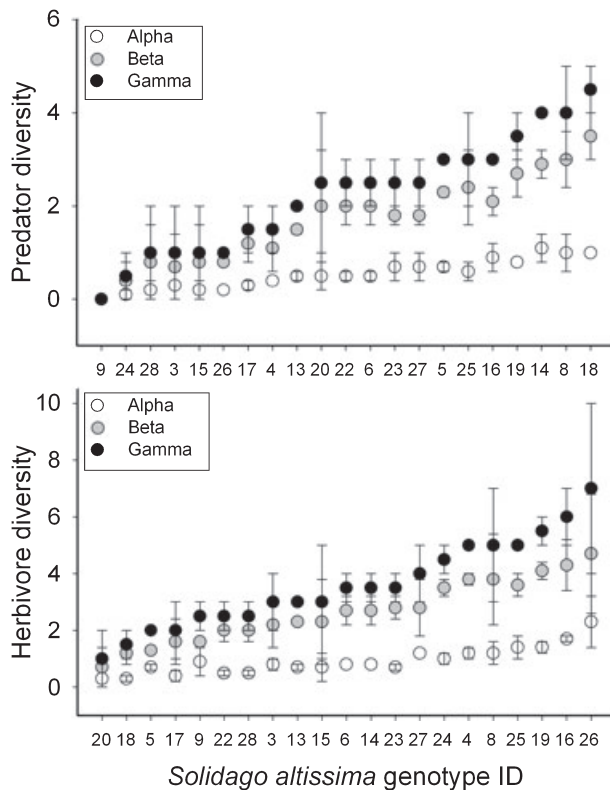 6
4
2
0
Predator diversity
Alpha
Beta
Gamma
9 24 28 3 15 26 17 4 13 20 22 6 23 27 5 25 16 19 14 8 18
10
8
6
4
2
0
Herbivore diversity
Alpha
Beta
Gamma
20 18 5 17 9 22 28 3 13 15 6 14 23 27 24 4 8 25 19 16 26
Solidago altissima genotype ID